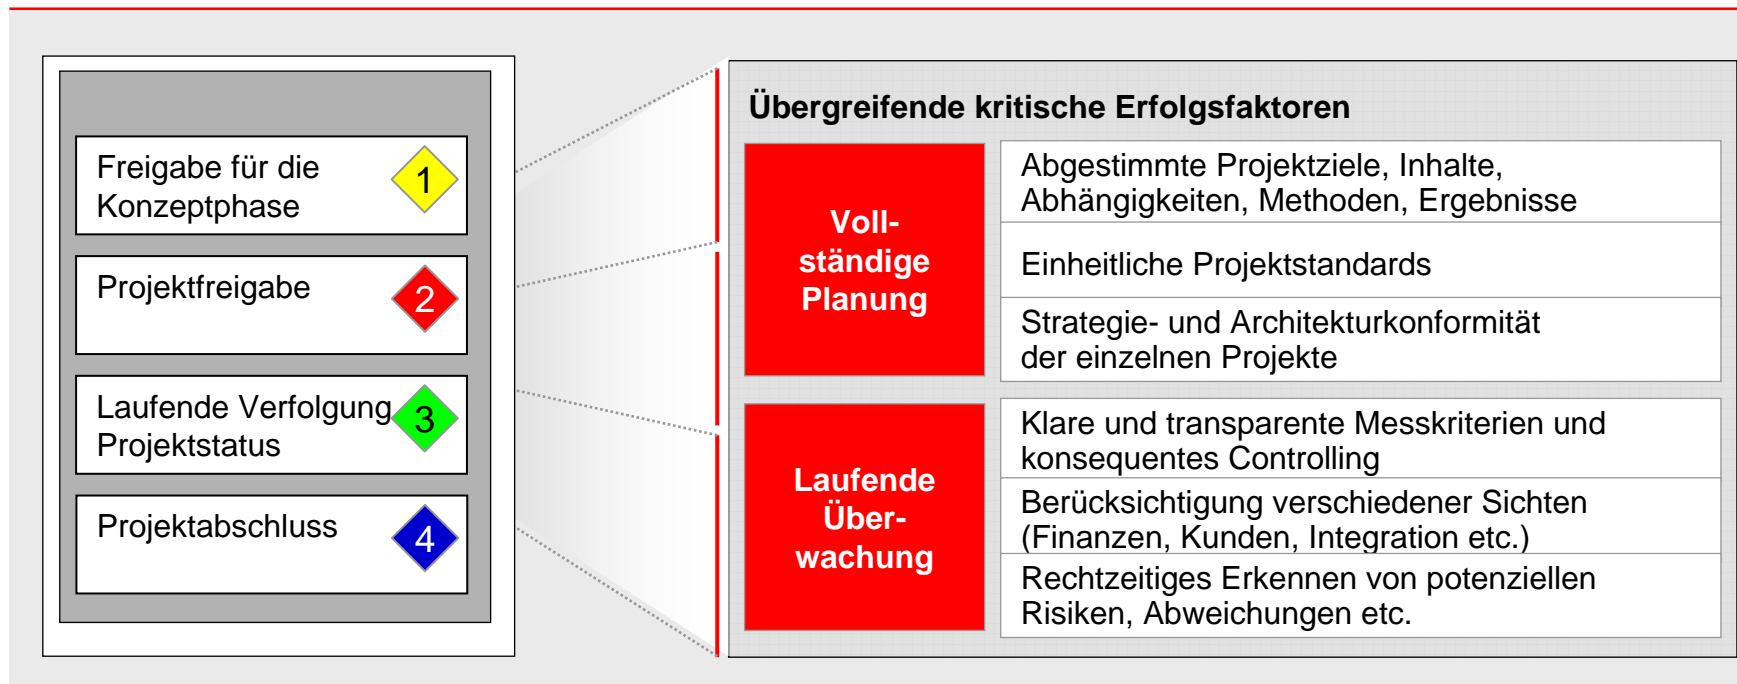 Freigabe für die
Konzeptphase
1
Projektfreigabe
2
Laufende Verfolgung
Projektstatus
3
Projektabschluss
4
Übergreifende kritische Erfolgsfaktoren
Voll-
ständige
Planung
Abgestimmte Projektziele, Inhalte,
Abhängigkeiten, Methoden, Ergebnisse
Einheitliche Projektstandards
Strategie- und Architekturkonformität
der einzelnen Projekte
Laufende
Über-
wachung
Klare und transparente Messkriterien und
konsequentes Controlling
Berücksichtigung verschiedener Sichten
(Finanzen, Kunden, Integration etc.)
Rechtzeitiges Erkennen von potenziellen
Risiken, Abweichungen etc.